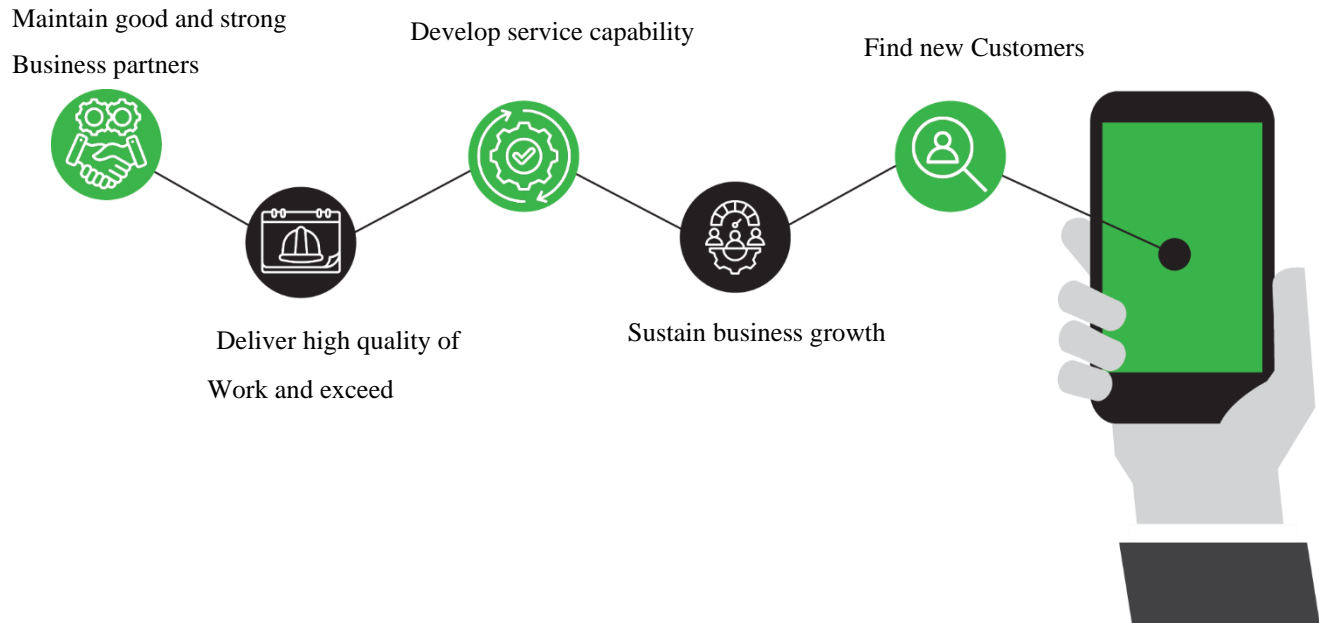 Maintain good and strong
Business partners
Deliver high quality of
Work and exceed
Develop service capability
Sustain business growth
Find new Customers